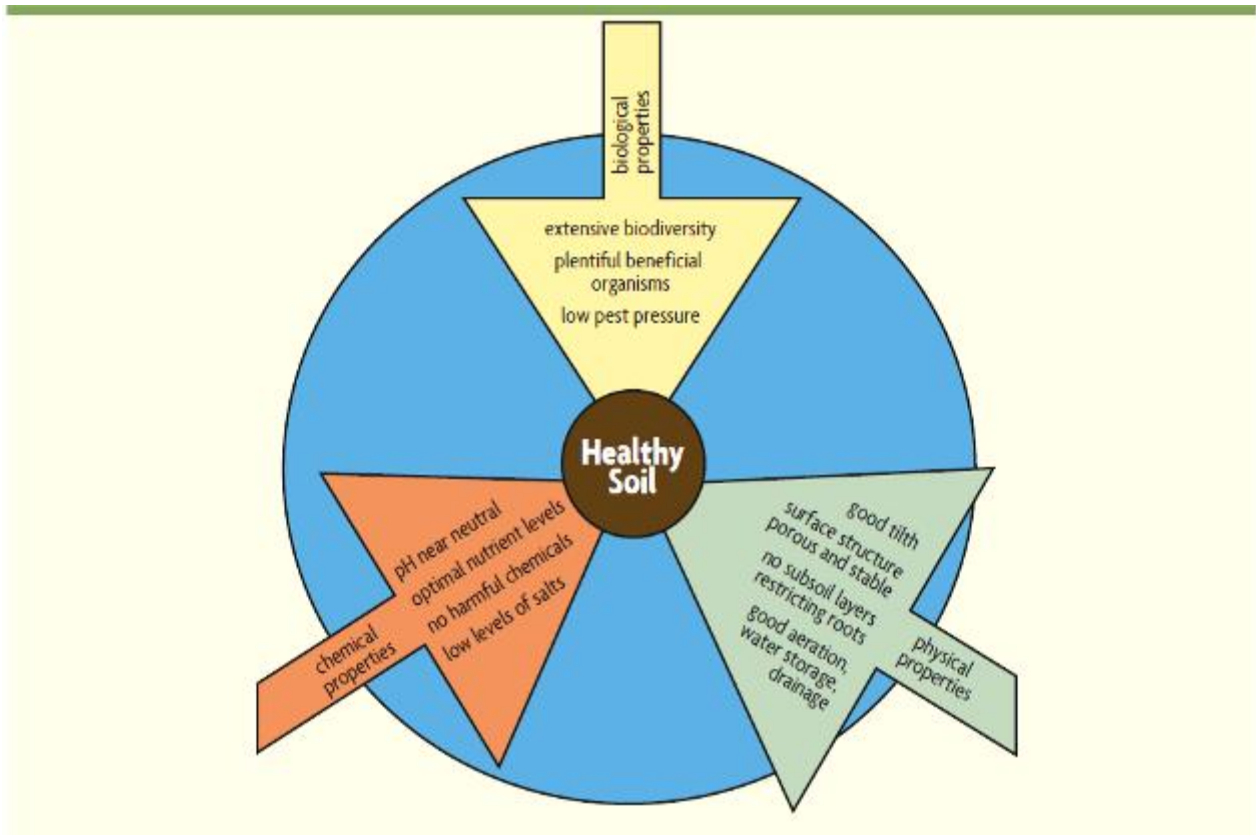 biological
properties
extensive biodiversity
plentiful beneficial
organisms
low pest pressure
Healthy
Soil
pH near neutral
optimal nutrient levels
no harmful chemicals
low levels of salts
chemical
properties
good tilth
surface structure
porous and stable
no subsoil layers
restricting roots
good aeration,
water storage,
drainage
physical
properties